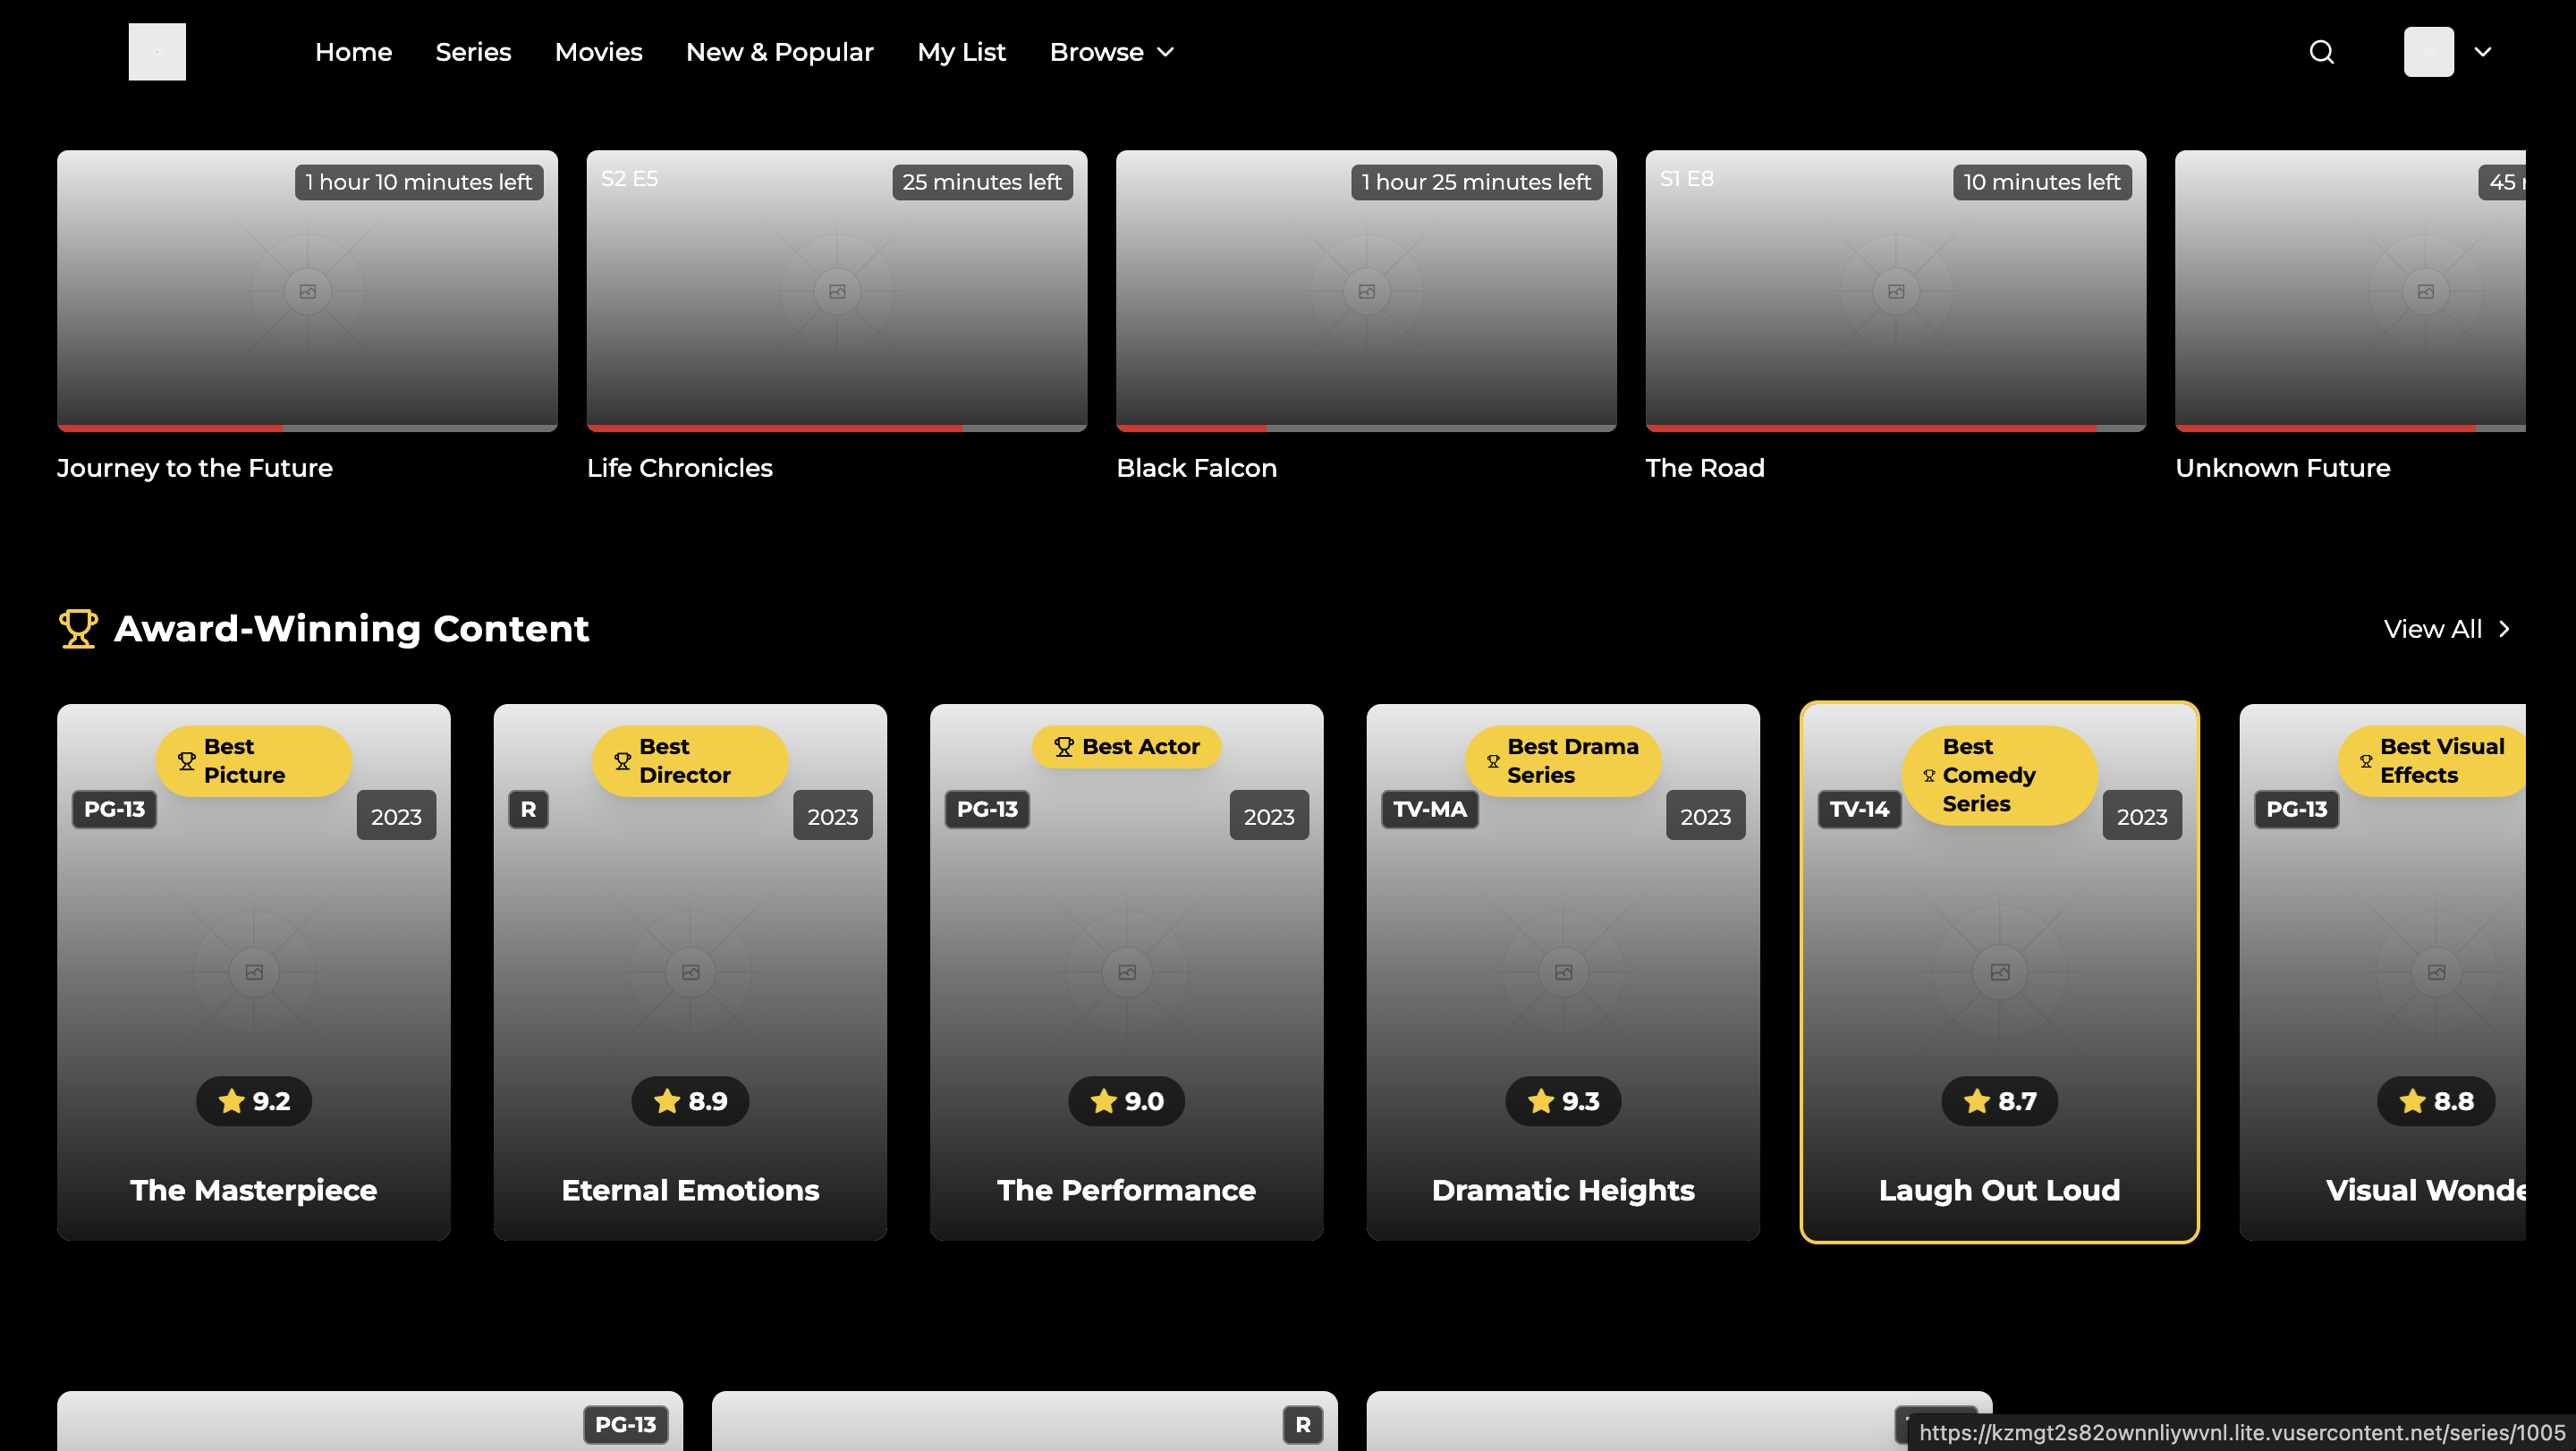 Home Series Movies New & Popular My List Browse
1 hour 10 minutes left
S2 E5 25 minutes left
1 hour 25 minutes left
S1 E8 10 minutes left
45
Journey to the Future
Life Chronicles
Black Falcon
The Road
Unknown Future
Award-Winning Content
View All
Best
Picture
PG-13
2023
9.2
The Masterpiece
Best
Director
R
2023
8.9
Eternal Emotions
Best Actor
PG-13
2023
9.0
The Performance
Best Drama
Series
TV-MA
2023
9.3
Dramatic Heights
Best
Comedy
Series
TV-14
2023
8.7
Laugh Out Loud
Best Visual
Effects
PG-13
8.8
Visual Wonde
PG-13
R
https://kzmgt2s82ownnliywvnl.lite.vusercontent.net/series/1005